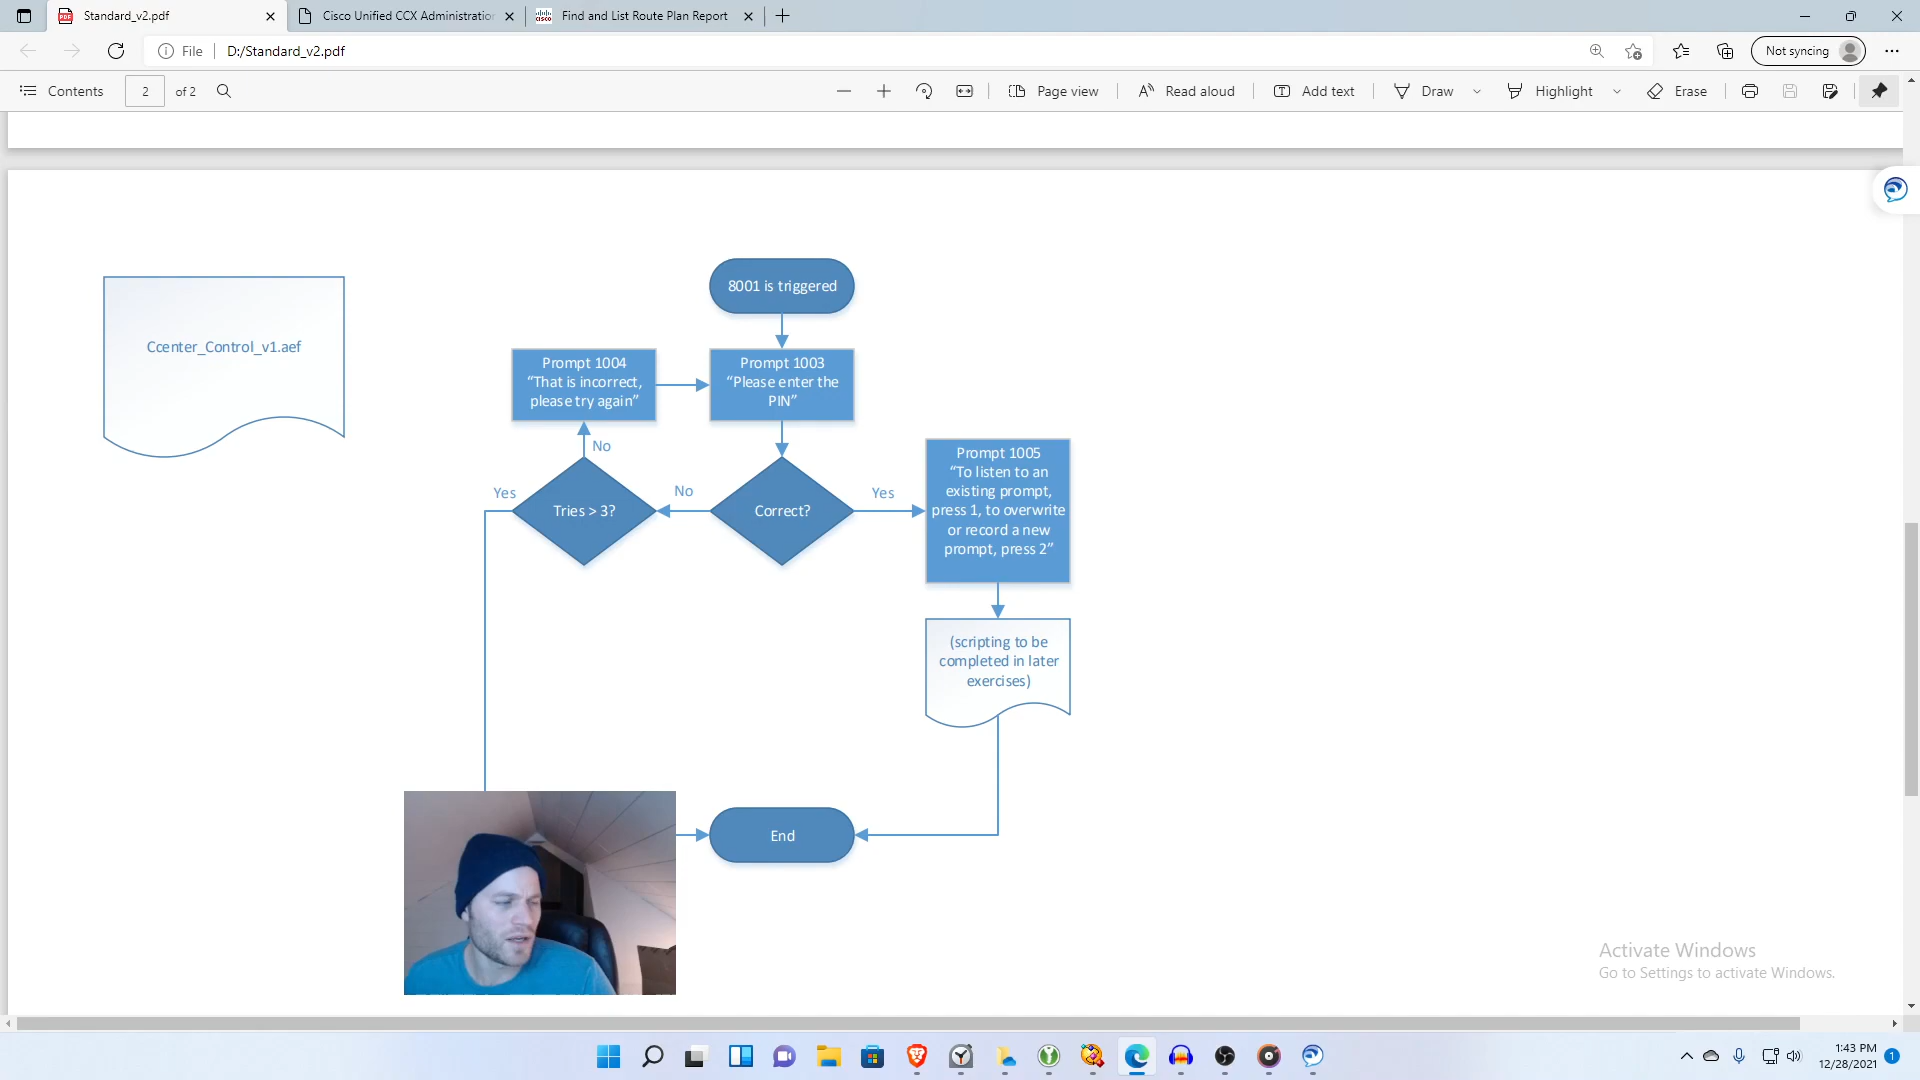 Standard_v2.pdf
Cisco Unified CCX Administration
Find and List Route Plan Report
File
D:/Standard_v2.pdf
Not syncing
Contents
2
of 2
Page view
Read aloud
Add text
Draw
Highlight
Erase
Ccenter_Control_v1.aef
8001 is triggered
Prompt 1004
“That is incorrect,
please try again”
Prompt 1003
“Please enter the
PIN”
No
Yes
Tries > 3?
No
Correct?
Yes
Prompt 1005
“To listen to an
existing prompt,
press 1, to overwrite
or record a new
prompt, press 2”
(scripting to be
completed in later
exercises)
End
Activate Windows
Go to Settings to activate Windows.
1:43 PM
12/28/2021
1